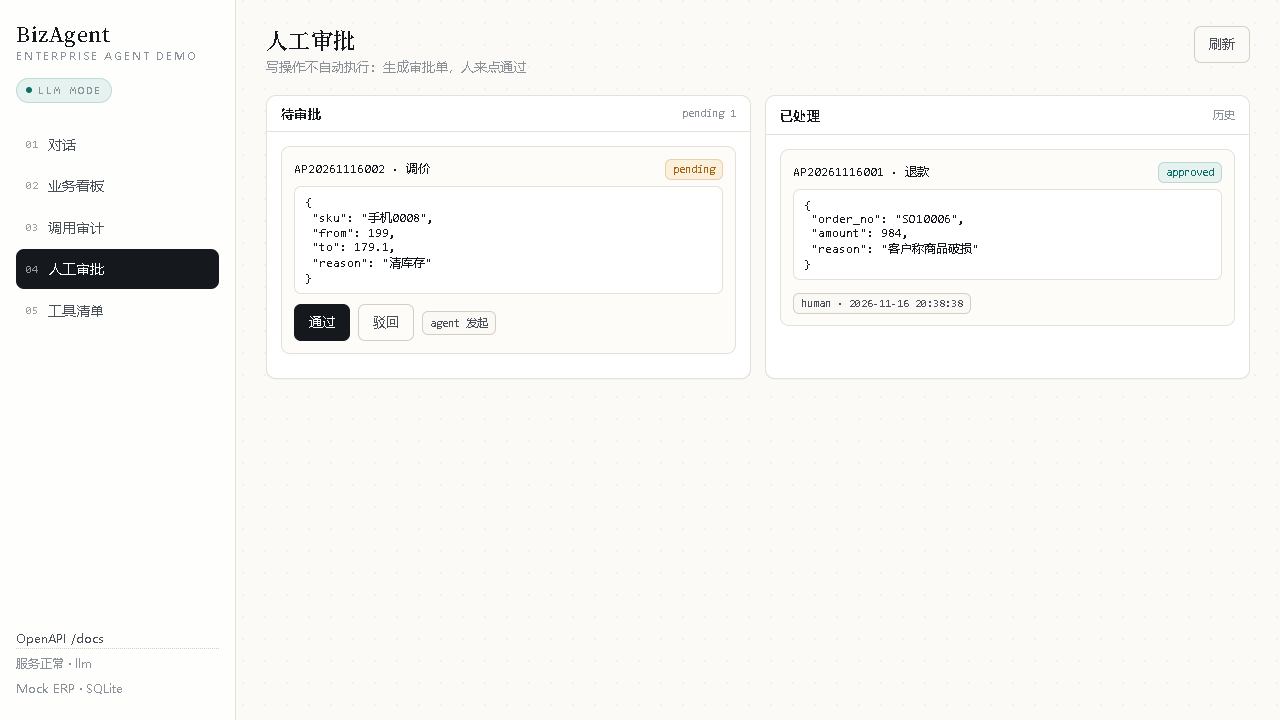 BizAgent
ENTERPRISE AGENT DEMO
LLM MODE
01 对话
02 业务看板
03 调用审计
04 人工审批
05 工具清单
OpenAPI /docs
服务正常 · llm
Mock ERP · SQLite
人工审批
写操作不自动执行：生成审批单，人来点通过
刷新
待审批
pending 1
AP20261116002 · 调价
pending
{
"sku": "手机0008",
"from": 199,
"to": 179.1,
"reason": "清库存"
}
通过
驳回
agent 发起
已处理
历史
AP20261116001 · 退款
approved
{
"order_no": "SO10006",
"amount": 984,
"reason": "客户称商品破损"
}
human · 2026-11-16 20:38:38